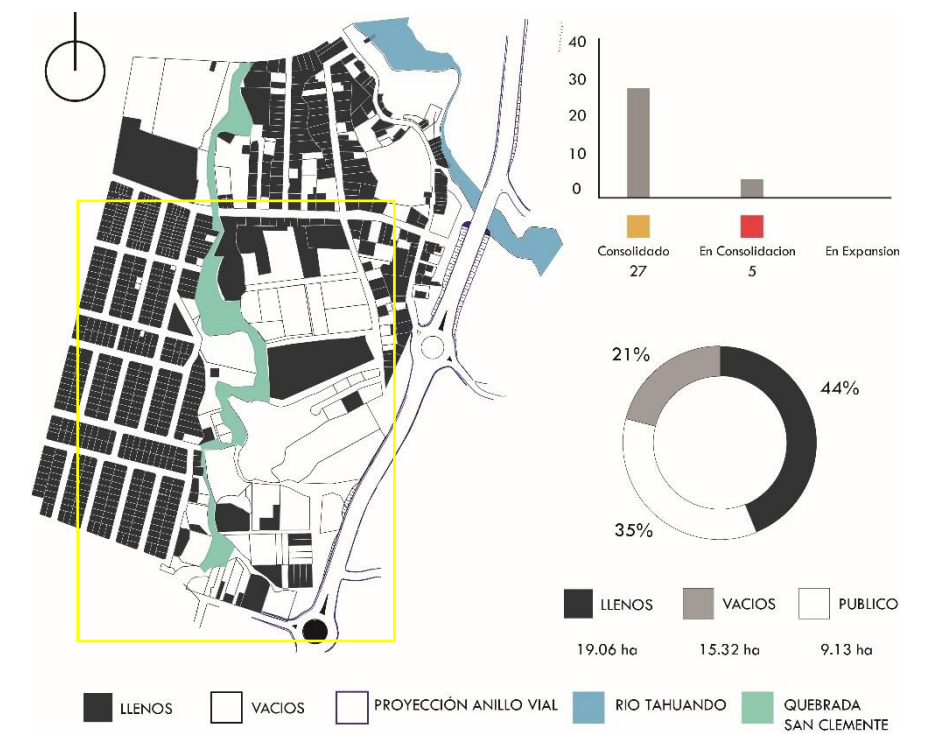 40
30
20
10
0
Consolidado
27
En Consolidacion
5
En Expansion
21%
44%
35%
LLENOS
VACIOS
PUBLICO
19.06 ha
15.32 ha
9.13 ha
LLENOS
VACIOS
PROYECCIÓN ANILLO VIAL
RIO TAHUANDO
QUEBRADA
SAN CLEMENTE